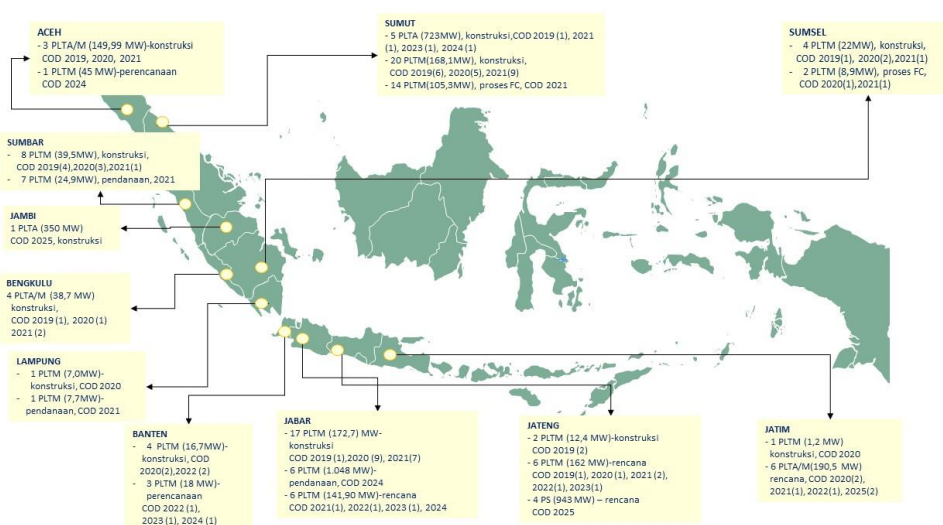 ACEH
- 3 PLTA/M (149,99 MW)-konstruksi
COD 2019, 2020, 2021
- 1 PLTM (45 MW)-perencanaan
COD 2024
SUMUT
- 5 PLTA (723MW), konstruksi,COD 2019 (1), 2021
(1), 2023 (1), 2024 (1)
- 20 PLTM(168,1MW), konstruksi,
COD 2019(6), 2020(5), 2021(9)
- 14 PLTM(105,3MW), proses FC, COD 2021
SUMSEL
- 4 PLTM (22MW), konstruksi,
COD 2019(1), 2020(2),2021(1)
- 2 PLTM (8,9MW), proses FC,
COD 2020(1),2021(1)
SUMBAR
- 8 PLTM (39,5MW), konstruksi,
COD 2019(4),2020(3),2021(1)
- 7 PLTM (24,9MW), pendanaan, 2021
JAMBI
1 PLTA (350 MW)
COD 2025, konstruksi
BENGKULU
4 PLTA/M (38,7 MW)
konstruksi,
COD 2019 (1), 2020 (1)
2021 (2)
LAMPUNG
- 1 PLTM (7,0MW)-
konstruksi, COD 2020
- 1 PLTM (7,7MW)-
pendanaan, COD 2021
BANTEN
- 4 PLTM (16,7MW)-
konstruksi, COD
2020(2),2022 (2)
- 3 PLTM (18 MW)-
perencanaan
COD 2022 (1),
2023 (1), 2024 (1)
JABAR
- 17 PLTM (172,7) MW-
konstruksi
COD 2019 (1),2020 (9), 2021(7)
- 6 PLTM (1.048 MW)-
pendanaan, COD 2024
- 6 PLTM (141,90 MW)-rencana
COD 2021(1), 2022(1), 2023 (1), 2024
JATENG
- 2 PLTM (12,4 MW)-konstruksi
COD 2019 (2)
- 6 PLTM (162 MW)-rencana
COD 2019(1), 2020 (1), 2021 (2),
2022(1), 2023(1)
- 4 PS (943 MW) – rencana
COD 2025
JATIM
- 1 PLTM (1,2 MW)
konstruksi, COD 2020
- 6 PLTA/M(190,5 MW)
rencana, COD 2020(2),
2021(1), 2022(1), 2025(2)